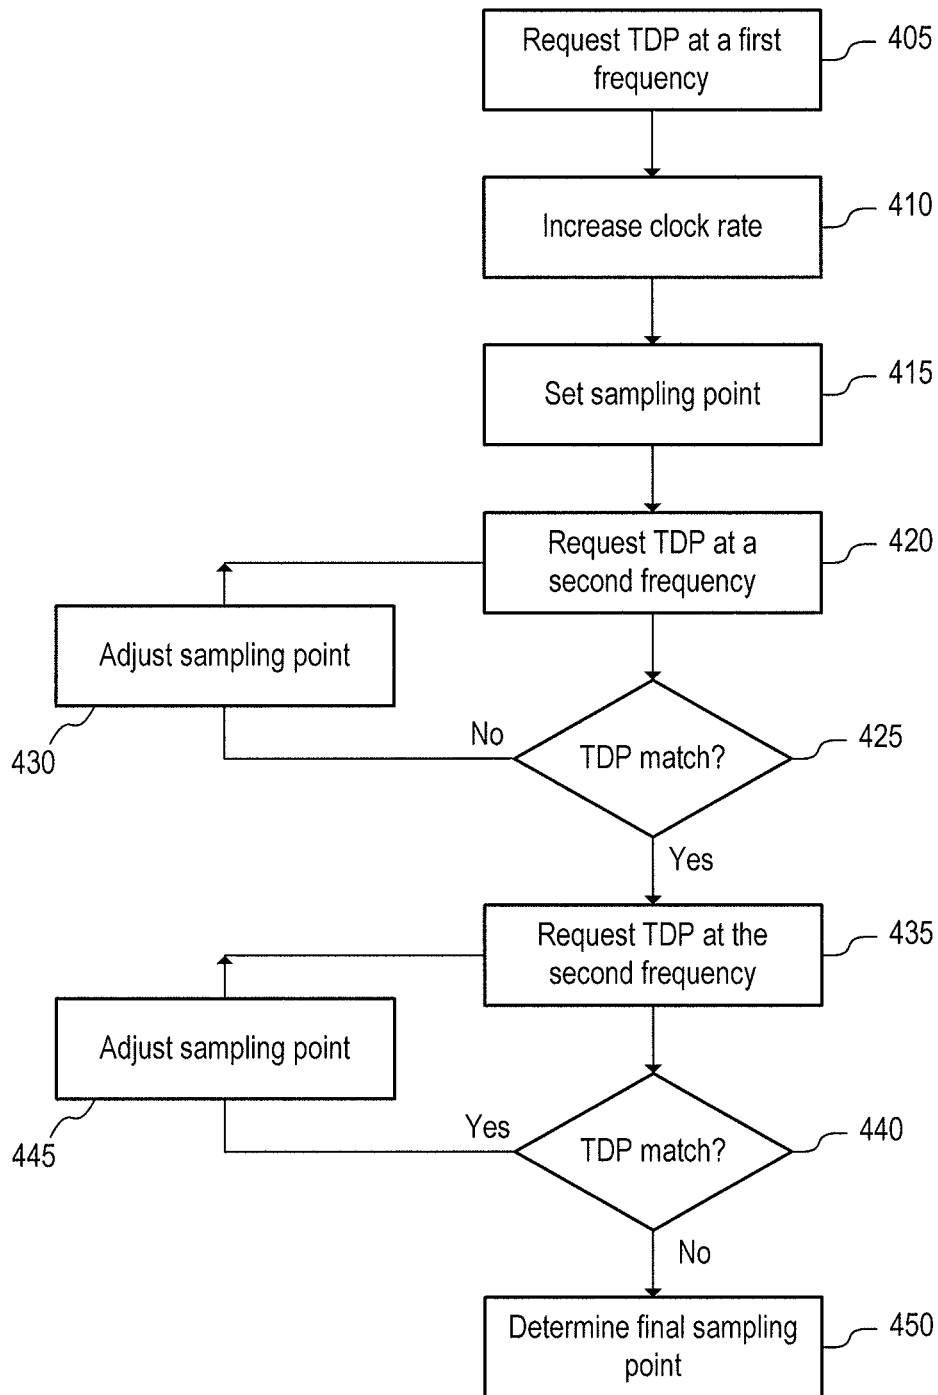 Request TDP at a first
frequency
405
Increase clock rate
410
Set sampling point
415
Request TDP at a
second frequency
420
Adjust sampling point
430
No
TDP match?
425
Yes
Request TDP at the
second frequency
435
Adjust sampling point
445
Yes
TDP match?
440
No
Determine final sampling
point
450